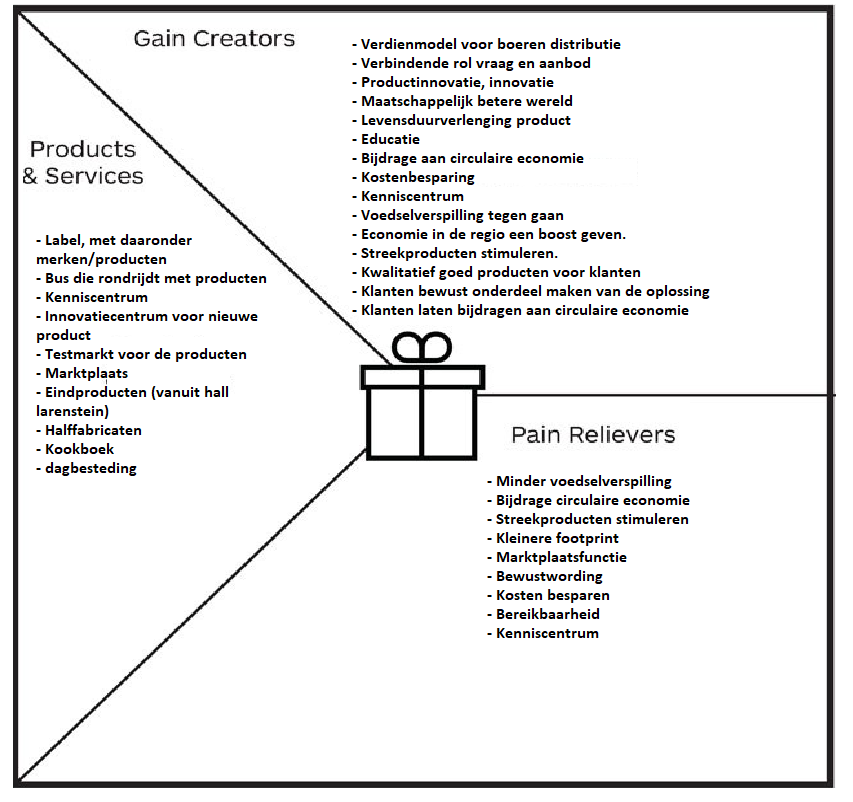 Gain Creators
- Verdienmodel voor boeren distributie
- Verbindende rol vraag en aanbod
- Productinnovatie, innovatie
- Maatschappelijk betere wereld
- Levensduurverlenging product
- Educatie
- Bijdrage aan circulaire economie
- Kostenbesparing
- Kenniscentrum
- Voedselverspilling tegen gaan
- Economie in de regio een boost geven.
- Streekproducten stimuleren.
- Kwalitatief goed producten voor klanten
- Klanten bewust onderdeel maken van de oplossing
- Klanten laten bijdragen aan circulaire economie
Products
& Services
- Label, met daaronder
merken/producten
- Bus die rondrijdt met producten
- Kenniscentrum
- Innovatiecentrum voor nieuwe
product
- Testmarkt voor de producten
- Marktplaats
- Eindproducten (vanuit hall
larenstein)
- Halffabricaten
- Kookboek
- dagbesteding
Pain Relievers
- Minder voedselverspilling
- Bijdrage circulaire economie
- Streekproducten stimuleren
- Kleinere footprint
- Marktplaatsfunctie
- Bewustwording
- Kosten besparen
- Bereikbaarheid
- Kenniscentrum